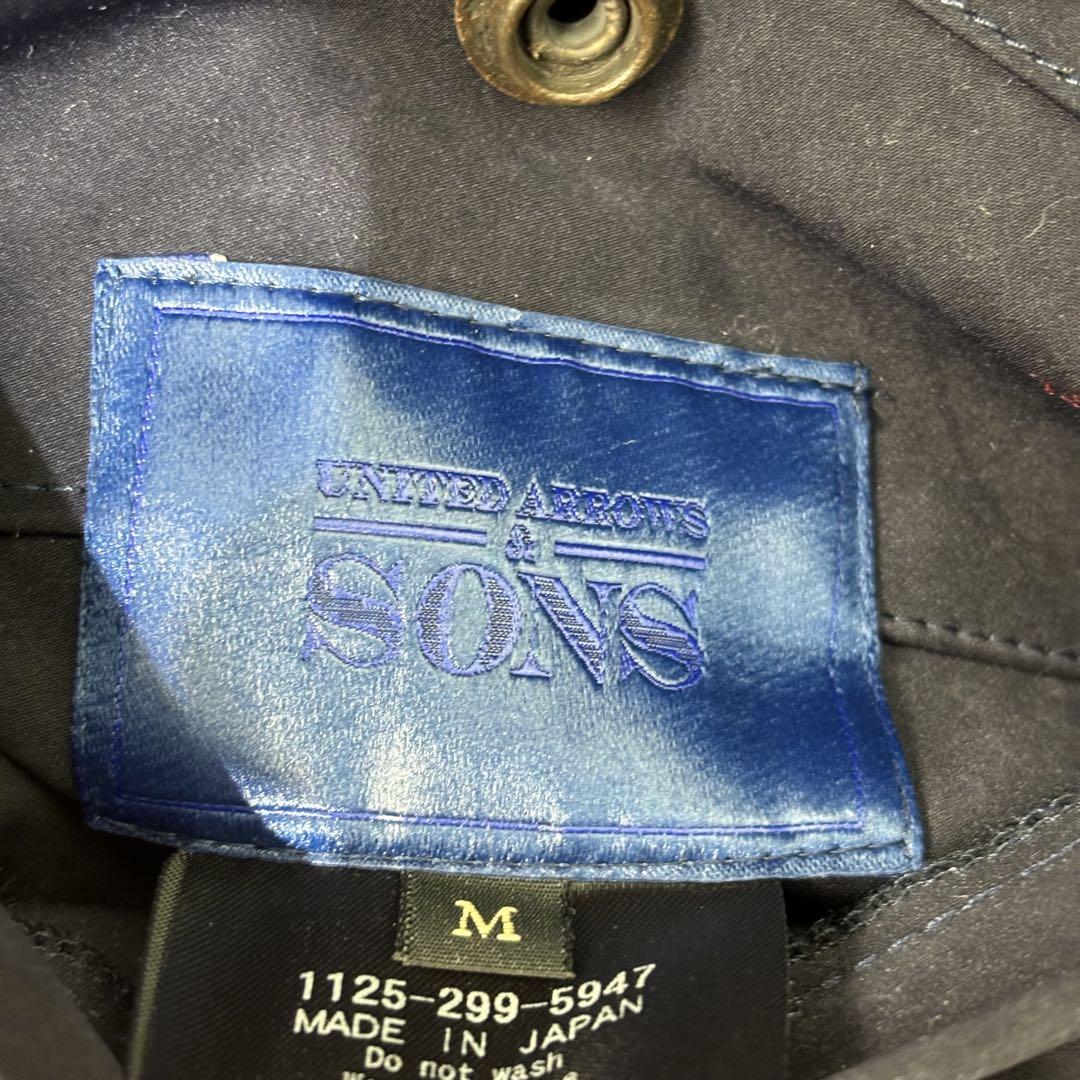 UNITED ARROWS
&
SONS
M
1125-299-5947
MADE IN JAPAN
Do not wash